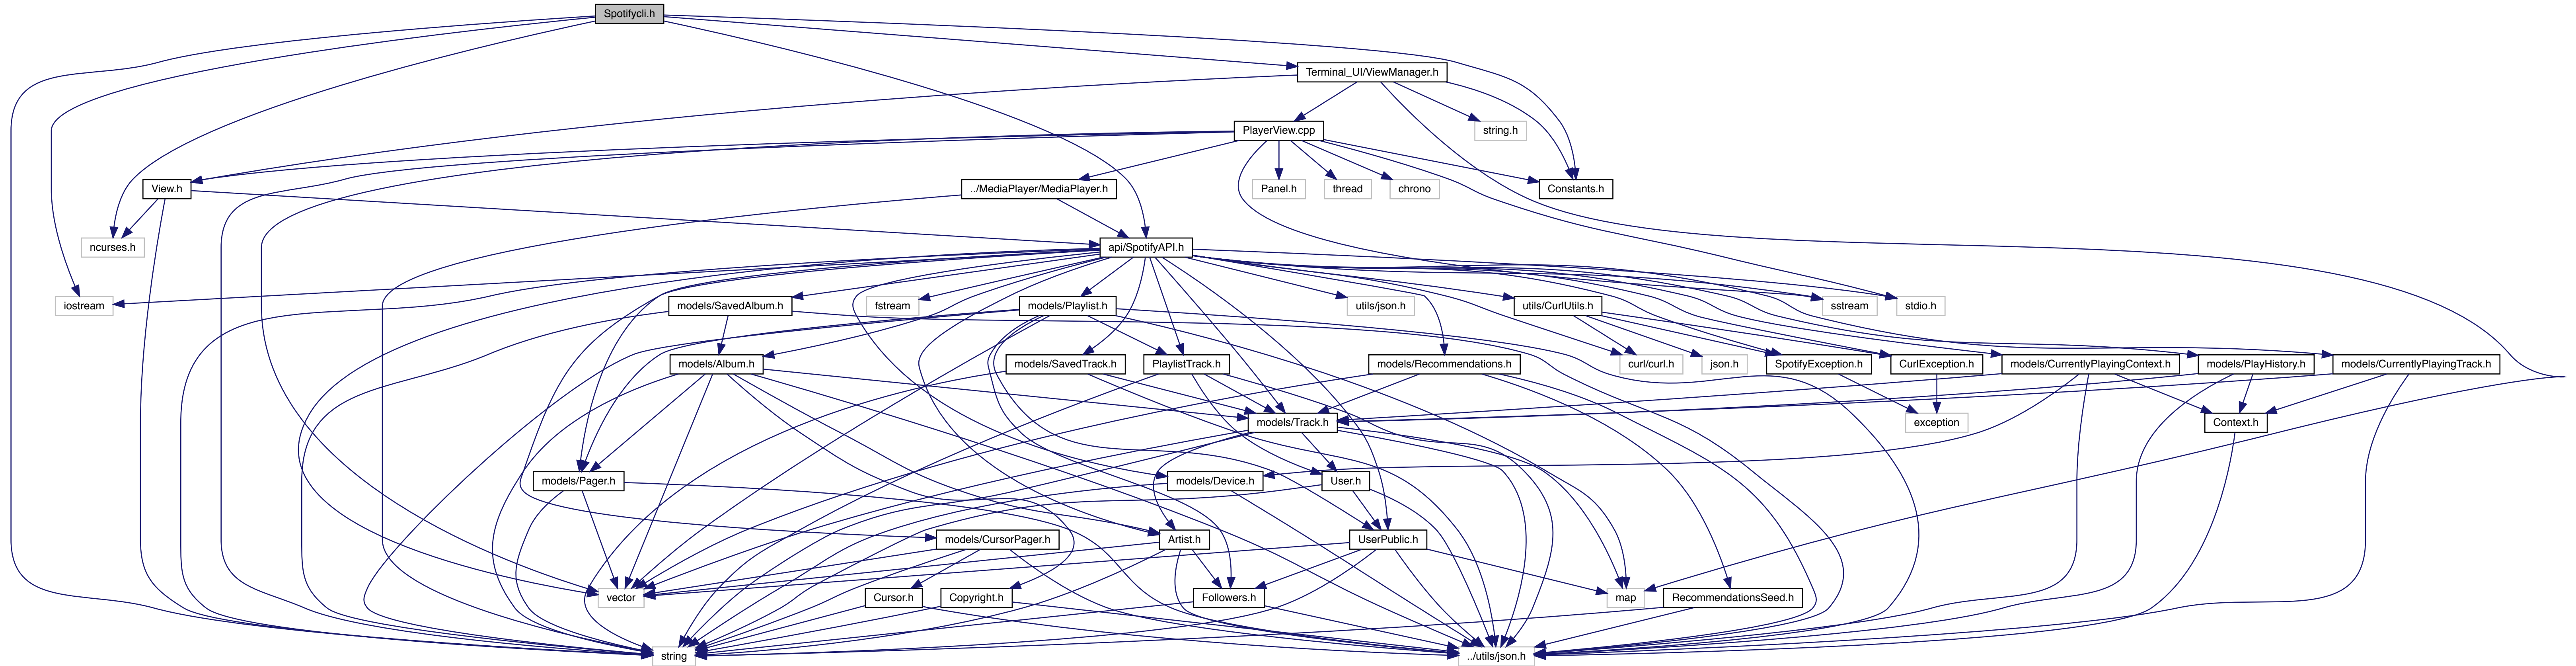 Spotifycli.h
Terminal_UI/ViewManager.h
PlayerView.cpp
string.h
View.h
../MediaPlayer/MediaPlayer.h
Panel.h
thread
chrono
Constants.h
ncurses.h
api/SpotifyAPI.h
iostream
models/SavedAlbum.h
fstream
models/Playlist.h
utils/json.h
utils/CurlUtils.h
sstream
stdio.h
models/Album.h
models/SavedTrack.h
PlaylistTrack.h
models/Recommendations.h
curl/curl.h
json.h
SpotifyException.h
CurlException.h
models/CurrentlyPlayingContext.h
models/PlayHistory.h
models/CurrentlyPlayingTrack.h
models/Track.h
exception
Context.h
models/Pager.h
models/Device.h
User.h
models/CursorPager.h
Artist.h
UserPublic.h
vector
Cursor.h
Copyright.h
Followers.h
map
RecommendationsSeed.h
string
../utils/json.h